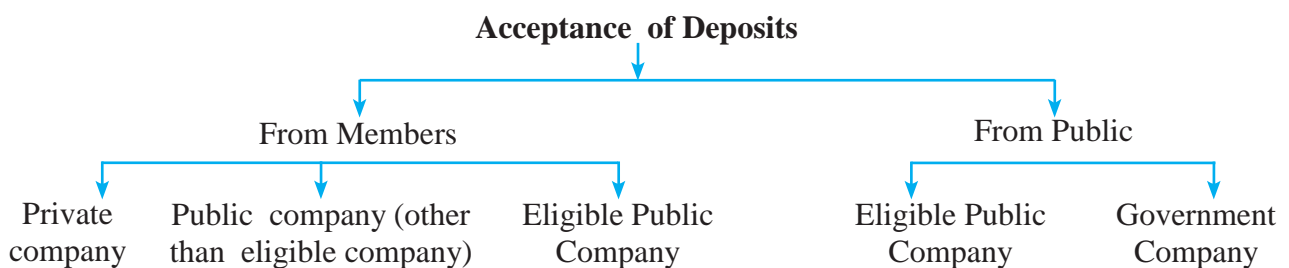 Acceptance of Deposits
From Members
From Public
Private
company
Public company (other
than eligible company)
Eligible Public
Company
Eligible Public
Company
Government
Company